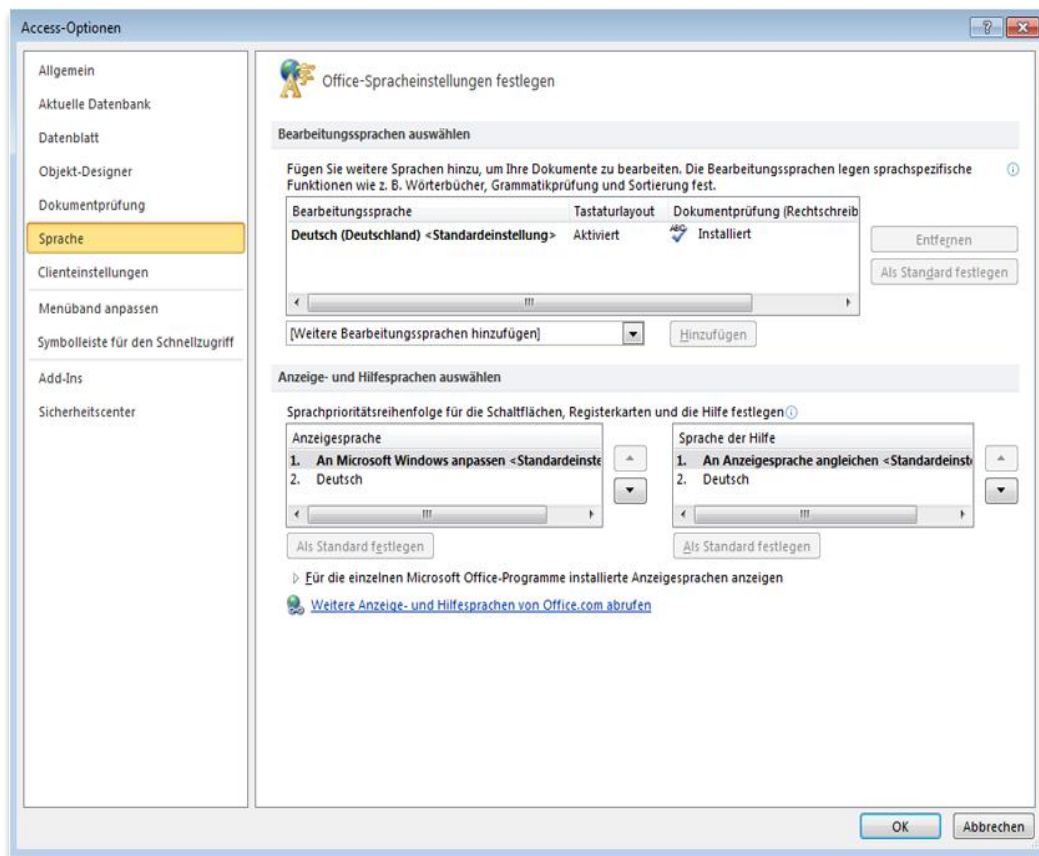 Access-Optionen
Allgemein
Aktuelle Datenbank
Datenblatt
Objekt-Designer
Dokumentprüfung
Sprache
Clienteinstellungen
Menüband anpassen
Symbolleiste für den Schnellzugriff
Add-Ins
Sicherheitscenter
Office-Spracheinstellungen festlegen
Bearbeitungssprachen auswählen
Fügen Sie weitere Sprachen hinzu, um Ihre Dokumente zu bearbeiten. Die Bearbeitungssprachen legen sprachspezifische
Funktionen wie z. B. Wörterbücher, Grammatikprüfung und Sortierung fest.
Bearbeitungssprache Tastaturlayout Dokumentprüfung (Rechtschreib
Deutsch (Deutschland) <Standardeinstellung> Aktiviert Installiert
Entfernen
Als Standard festlegen
[Weitere Bearbeitungssprachen hinzufügen] Hinzufügen
Anzeige- und Hilfesprachen auswählen
Sprachprioritätsreihenfolge für die Schaltflächen, Registerkarten und die Hilfe festlegen
Anzeigesprache
1. An Microsoft Windows anpassen <Standardeinste
2. Deutsch
Als Standard festlegen
Sprache der Hilfe
1. An Anzeigesprache angleichen <Standardeinst
2. Deutsch
Als Standard festlegen
Für die einzelnen Microsoft Office-Programme installierte Anzeigesprachen anzeigen
Weitere Anzeige- und Hilfesprachen von Office.com abrufen
OK Abbrechen